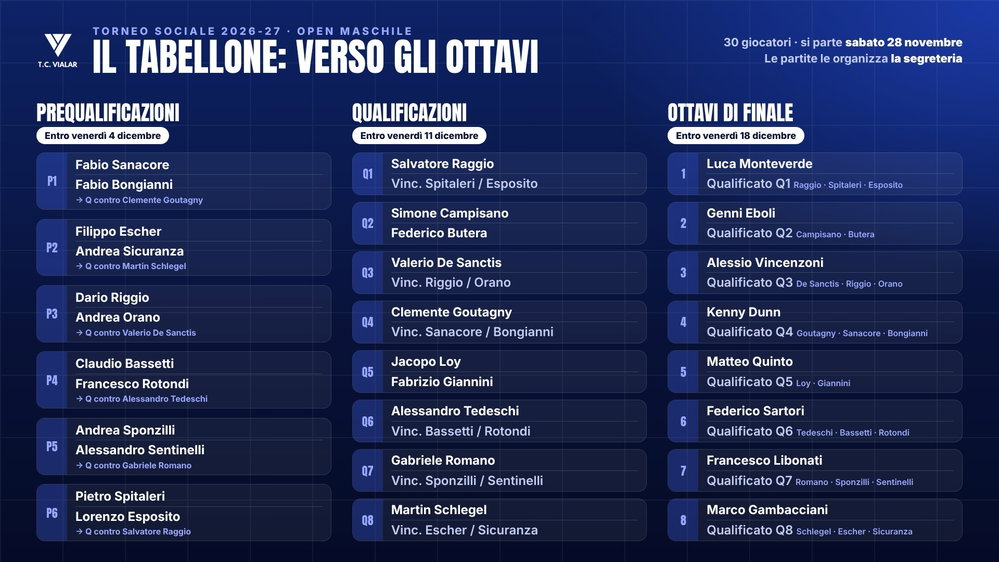 TORNEO SOCIALE 2026-27 · OPEN MASCHILE
IL TABELLONE: VERSO GLI OTTAVI
T.C. VIALAR
30 giocatori · si parte sabato 28 novembre
Le partite le organizza la segreteria
PREQUALIFICAZIONI
Entro venerdì 4 dicembre
P1
Fabio Sanacore
Fabio Bongianni
→ Q contro Clemente Goutagny
P2
Filippo Escher
Andrea Sicuranza
→ Q contro Martin Schlegel
P3
Dario Riggio
Andrea Orano
→ Q contro Valerio De Sanctis
P4
Claudio Bassetti
Francesco Rotondi
→ Q contro Alessandro Tedeschi
P5
Andrea Sponzilli
Alessandro Sentinelli
→ Q contro Gabriele Romano
P6
Pietro Spitaleri
Lorenzo Esposito
→ Q contro Salvatore Raggio
QUALIFICAZIONI
Entro venerdì 11 dicembre
Q1
Salvatore Raggio
Vinc. Spitaleri / Esposito
Q2
Simone Campisano
Federico Butera
Q3
Valerio De Sanctis
Vinc. Riggio / Orano
Q4
Clemente Goutagny
Vinc. Sanacore / Bongianni
Q5
Jacopo Loy
Fabrizio Giannini
Q6
Alessandro Tedeschi
Vinc. Bassetti / Rotondi
Q7
Gabriele Romano
Vinc. Sponzilli / Sentinelli
Q8
Martin Schlegel
Vinc. Escher / Sicuranza
OTTAVI DI FINALE
Entro venerdì 18 dicembre
1
Luca Monteverde
Qualificato Q1 Raggio · Spitaleri · Esposito
2
Genni Eboli
Qualificato Q2 Campisano · Butera
3
Alessio Vincenzoni
Qualificato Q3 De Sanctis · Riggio · Orano
4
Kenny Dunn
Qualificato Q4 Goutagny · Sanacore · Bongianni
5
Matteo Quinto
Qualificato Q5 Loy · Giannini
6
Federico Sartori
Qualificato Q6 Tedeschi · Bassetti · Rotondi
7
Francesco Libonati
Qualificato Q7 Romano · Sponzilli · Sentinelli
8
Marco Gambacciani
Qualificato Q8 Schlegel · Escher · Sicuranza